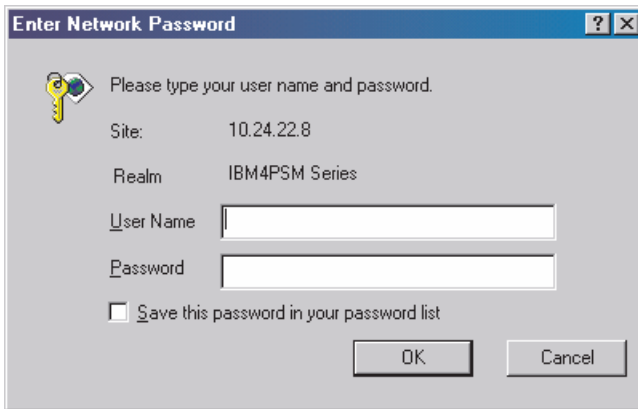 Enter Network Password
? X
Please type your user name and password.
Site: 10.24.22.8
Realm IBM4PSM Series
User Name
Password
Save this password in your password list
OK Cancel